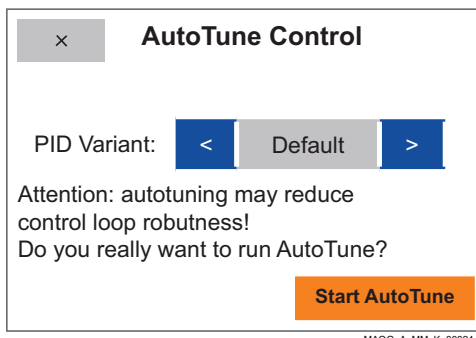 × AutoTune Control
PID Variant: < Default >
Attention: autotuning may reduce
control loop robutness!
Do you really want to run AutoTune?
Start AutoTune